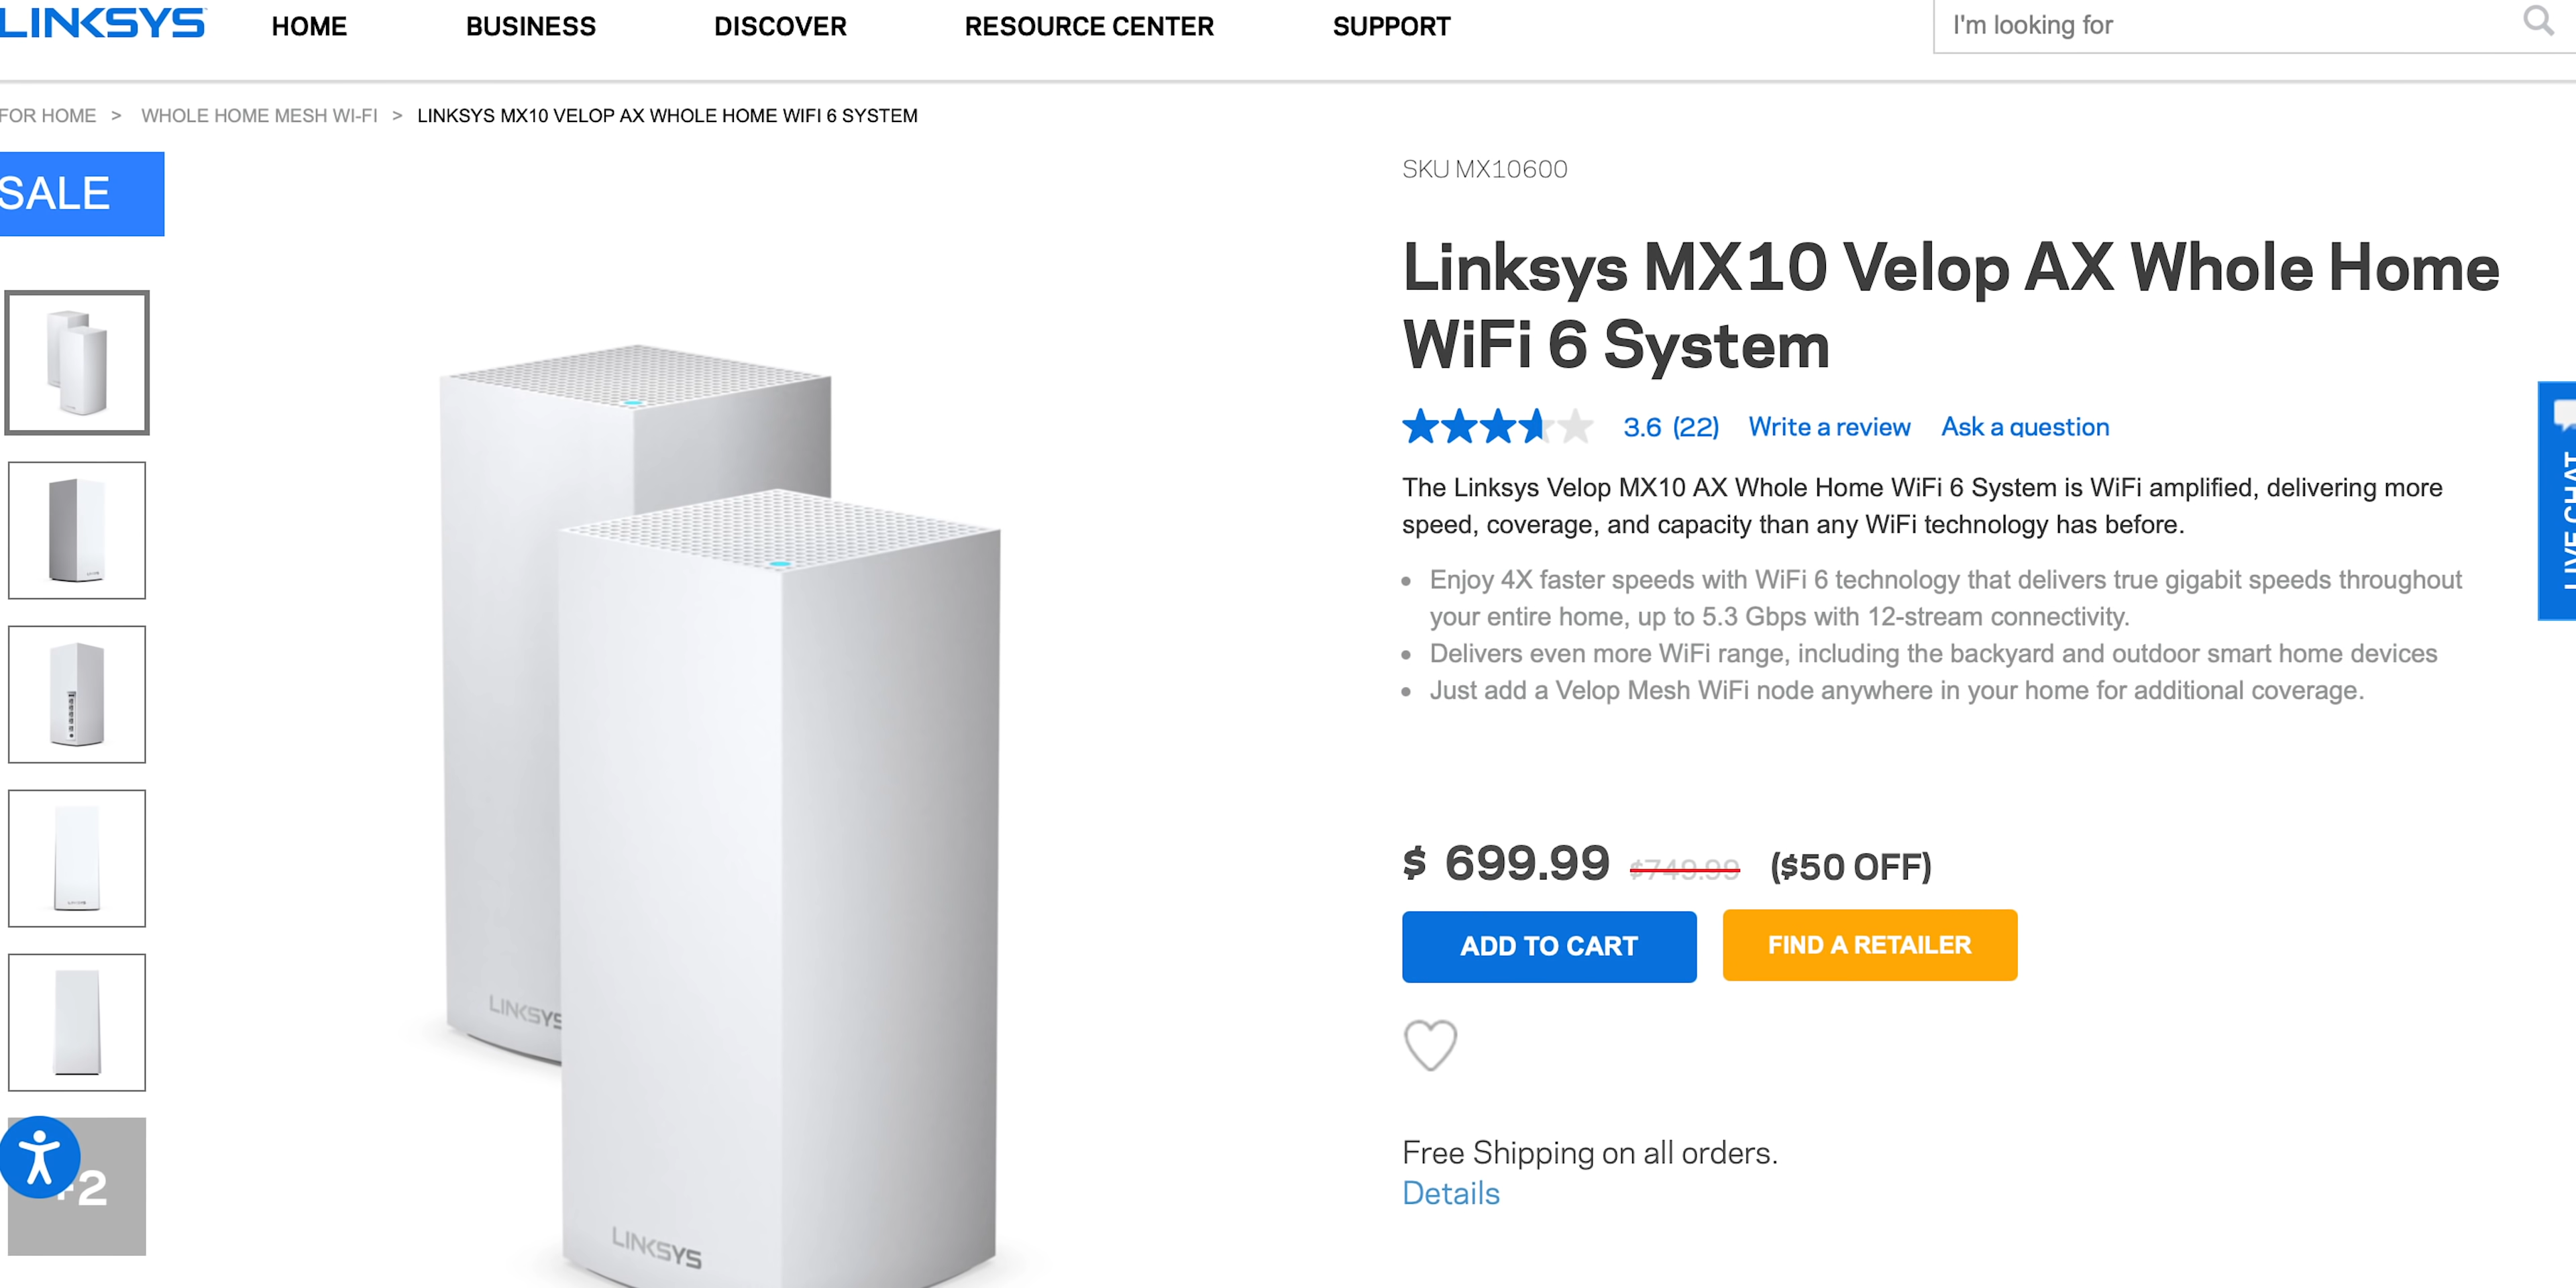 LINKSYS
HOME
BUSINESS
DISCOVER
RESOURCE CENTER
SUPPORT
I'm looking for
FOR HOME > WHOLE HOME MESH WI-FI > LINKSYS MX10 VELOP AX WHOLE HOME WIFI 6 SYSTEM
SALE
SKU MX10600
Linksys MX10 Velop AX Whole Home
WiFi 6 System
3.6 (22) Write a review Ask a question
The Linksys Velop MX10 AX Whole Home WiFi 6 System is WiFi amplified, delivering more
speed, coverage, and capacity than any WiFi technology has before.
• Enjoy 4X faster speeds with WiFi 6 technology that delivers true gigabit speeds throughout
your entire home, up to 5.3 Gbps with 12-stream connectivity.
• Delivers even more WiFi range, including the backyard and outdoor smart home devices
• Just add a Velop Mesh WiFi node anywhere in your home for additional coverage.
$ 699.99 $749.99 ($50 OFF)
ADD TO CART
FIND A RETAILER
Free Shipping on all orders.
Details
LIVE CHAT
LINKSYS
LINKSYS
+2